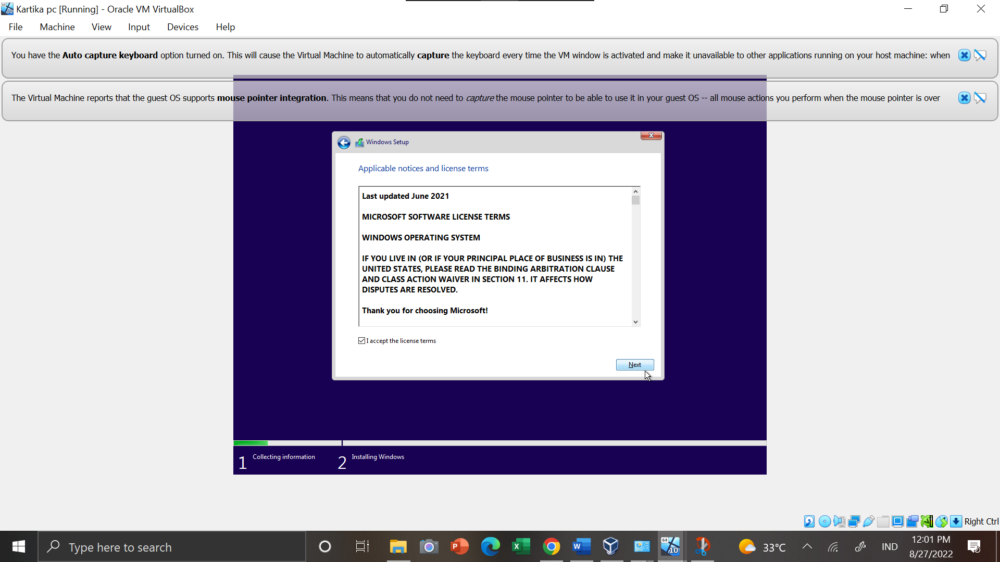 Kartika pc [Running] - Oracle VM VirtualBox
File Machine View Input Devices Help
You have the Auto capture keyboard option turned on. This will cause the Virtual Machine to automatically capture the keyboard every time the VM window is activated and make it unavailable to other applications running on your host machine: when
The Virtual Machine reports that the guest OS supports mouse pointer integration. This means that you do not need to capture the mouse pointer to be able to use it in your guest OS -- all mouse actions you perform when the mouse pointer is over
Windows Setup
Applicable notices and license terms
Last updated June 2021
MICROSOFT SOFTWARE LICENSE TERMS
WINDOWS OPERATING SYSTEM
IF YOU LIVE IN (OR IF YOUR PRINCIPAL PLACE OF BUSINESS IS IN) THE
UNITED STATES, PLEASE READ THE BINDING ARBITRATION CLAUSE
AND CLASS ACTION WAIVER IN SECTION 11. IT AFFECTS HOW
DISPUTES ARE RESOLVED.
Thank you for choosing Microsoft!
I accept the license terms
Next
1 Collecting information 2 Installing Windows
Right Ctrl
Type here to search
33°C
IND
12:01 PM
8/27/2022